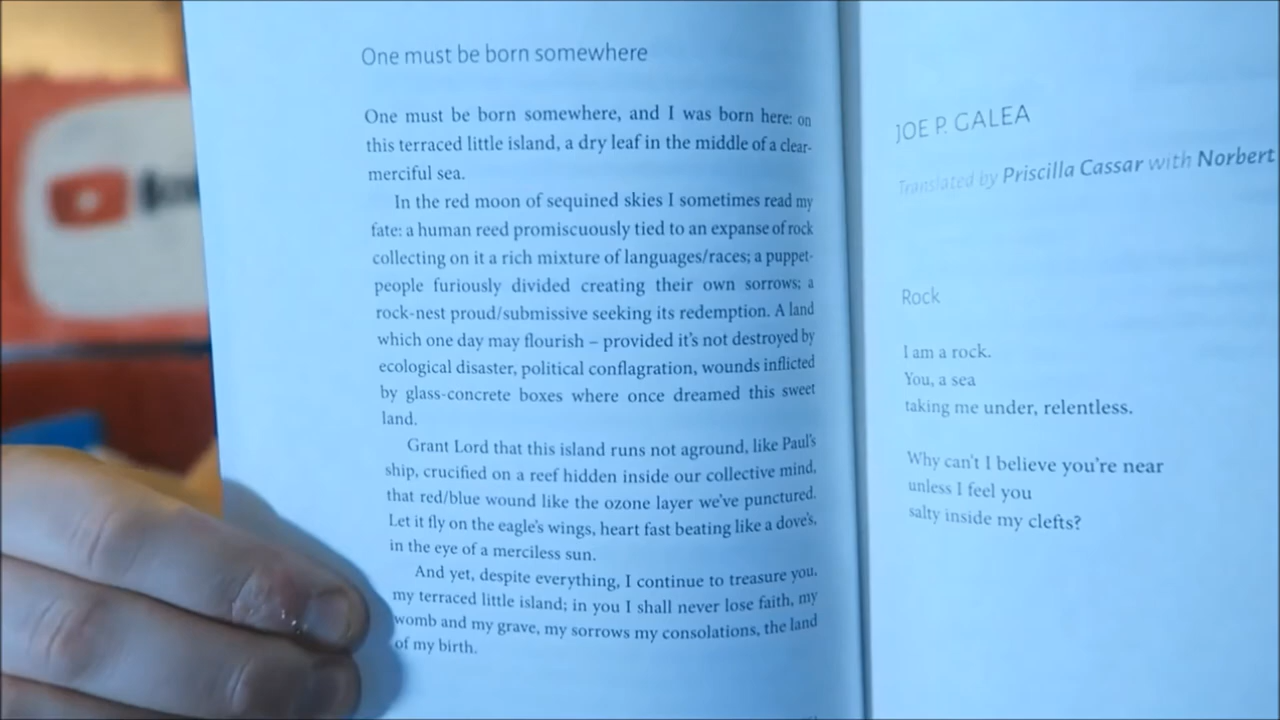 One must be born somewhere
One must be born somewhere, and I was born here: on
this terraced little island, a dry leaf in the middle of a clear-
merciful sea.
In the red moon of sequined skies I sometimes read my
fate: a human reed promiscuously tied to an expanse of rock
collecting on it a rich mixture of languages/races; a puppet-
people furiously divided creating their own sorrows; a
rock-nest proud/submissive seeking its redemption. A land
which one day may flourish – provided it's not destroyed by
ecological disaster, political conflagration, wounds inflicted
by glass-concrete boxes where once dreamed this sweet
land.
Grant Lord that this island runs not aground, like Paul's
ship, crucified on a reef hidden inside our collective mind,
that red/blue wound like the ozone layer we've punctured.
Let it fly on the eagle's wings, heart fast beating like a dove's,
in the eye of a merciless sun.
And yet, despite everything, I continue to treasure you,
my terraced little island; in you I shall never lose faith, my
womb and my grave, my sorrows my consolations, the land
of my birth.
JOE P. GALEA
Translated by Priscilla Cassar with Norbert
Rock
I am a rock.
You, a sea
taking me under, relentless.
Why can't I believe you're near
unless I feel you
salty inside my clefts?